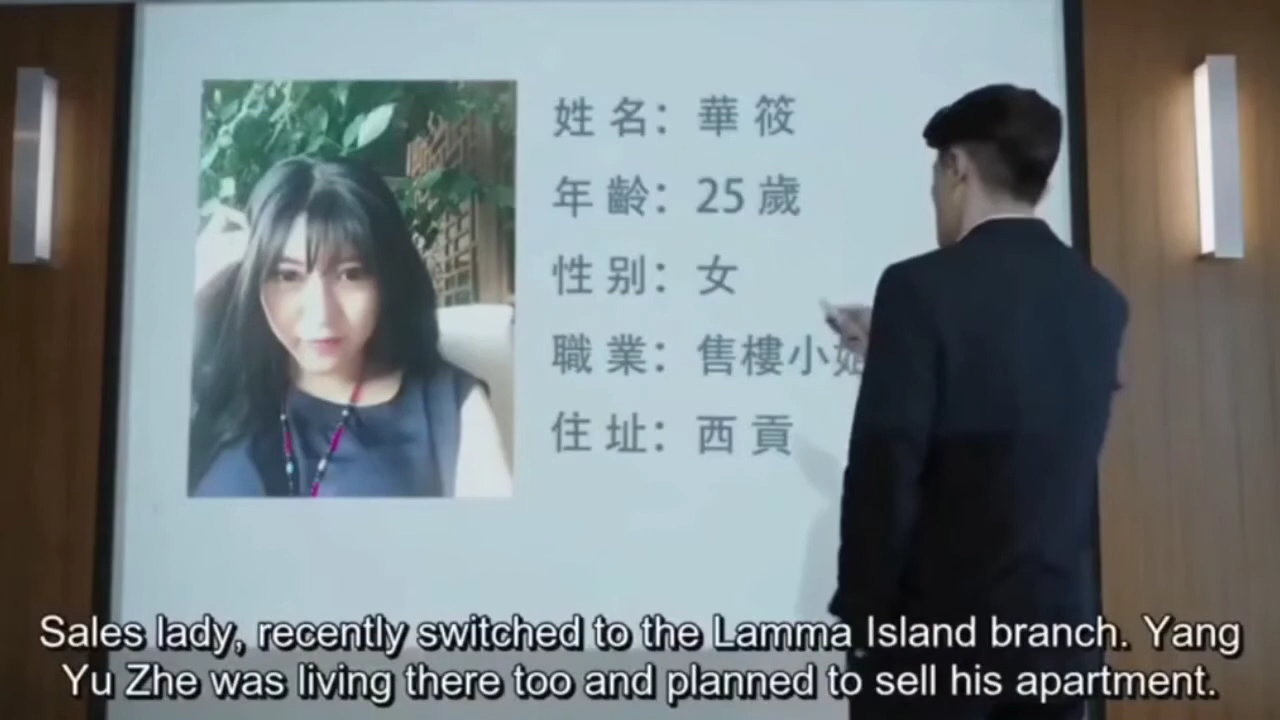 姓名：華筱
年齡：25歲
性别：女
職業：售樓小姐
住址：西貢
Sales lady, recently switched to the Lamma Island branch. Yang
Yu Zhe was living there too and planned to sell his apartment.